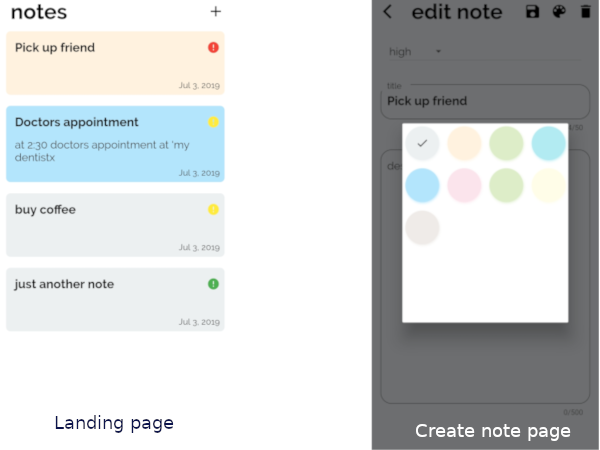 notes
+
Pick up friend
Jul 3, 2019
Doctors appointment
at 2:30 doctors appointment at 'my
dentistx
Jul 3, 2019
buy coffee
Jul 3, 2019
just another note
Jul 3, 2019
Landing page
edit note
high
title
Pick up friend
/50
de
0/500
Create note page